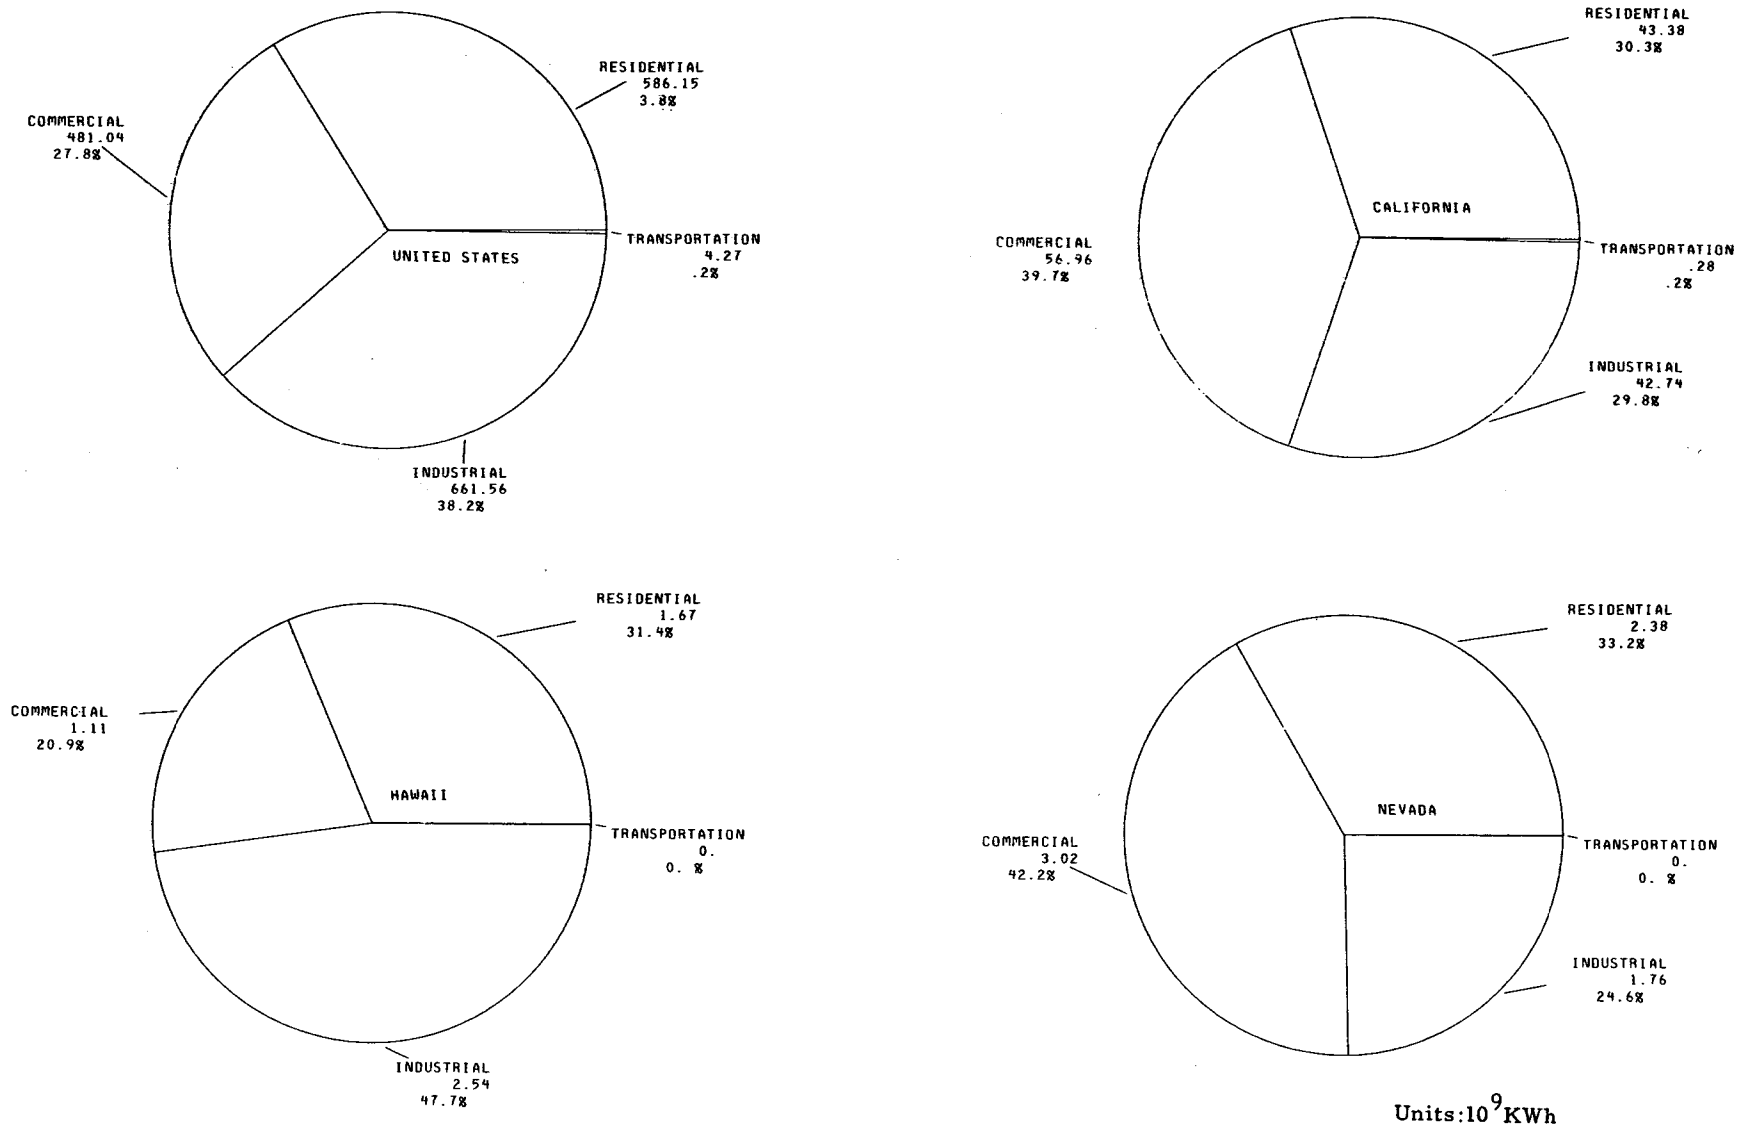 RESIDENTIAL
586.15
3.8%
COMMERCIAL
481.04
27.8%
UNITED STATES
TRANSPORTATION
4.27
.2%
INDUSTRIAL
661.56
38.2%
RESIDENTIAL
43.38
30.3%
CALIFORNIA
COMMERCIAL
56.96
39.7%
TRANSPORTATION
.28
.2%
INDUSTRIAL
42.74
29.8%
RESIDENTIAL
1.67
31.4%
COMMERCIAL
1.11
20.9%
HAWAII
TRANSPORTATION
0.
0. %
INDUSTRIAL
2.54
47.7%
RESIDENTIAL
2.38
33.2%
NEVADA
COMMERCIAL
3.02
42.2%
TRANSPORTATION
0.
0. %
INDUSTRIAL
1.76
24.6%
Units:10⁹KWh